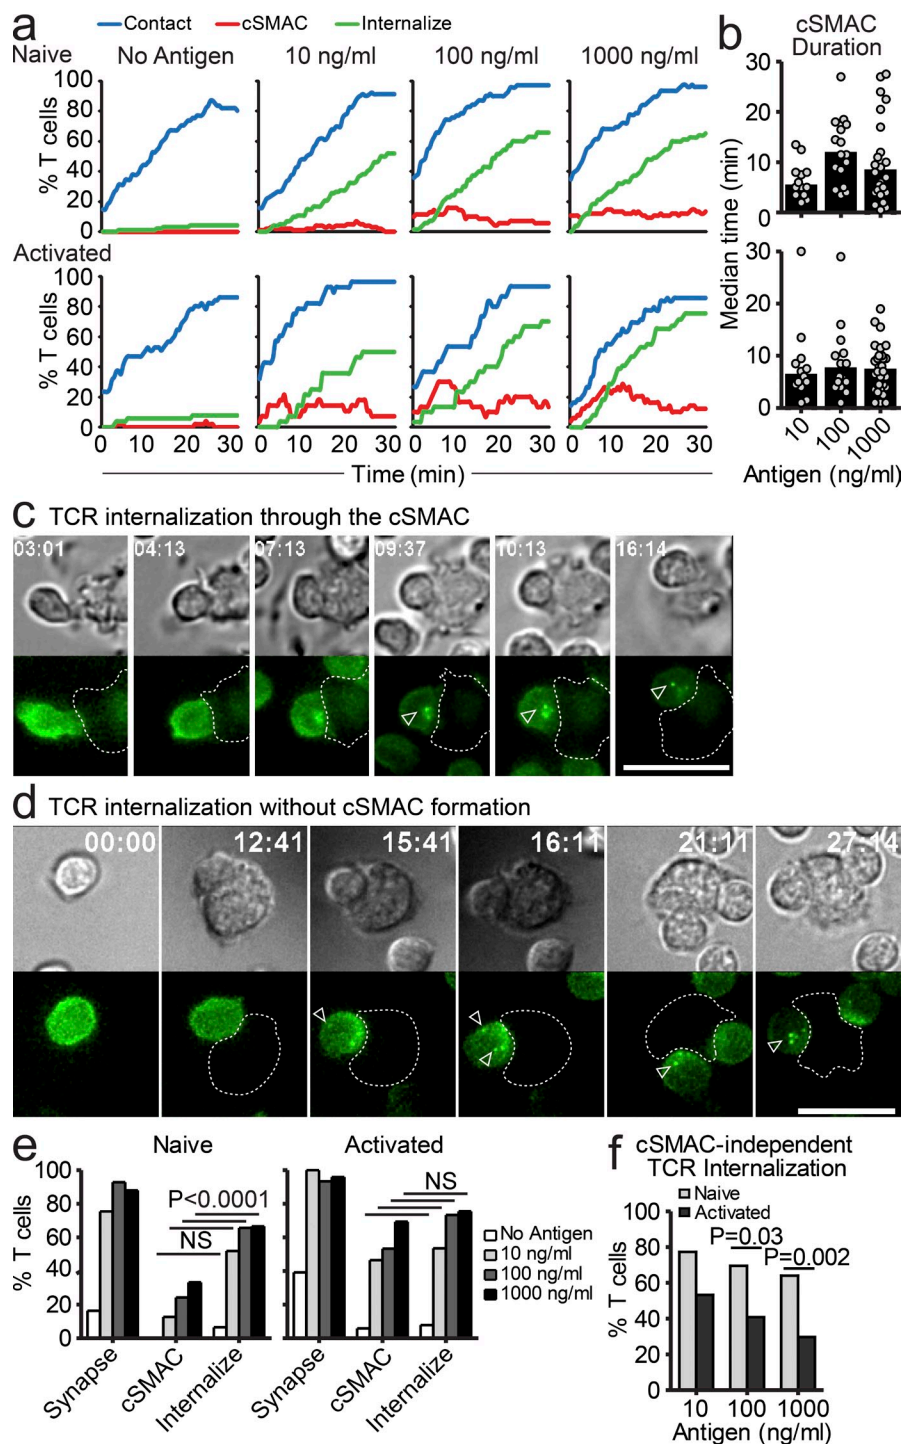 a
Contact cSMAC Internalize
Naive No Antigen 10 ng/ml 100 ng/ml 1000 ng/ml
% T cells
100
80
60
40
20
0
Activated
% T cells
100
80
60
40
20
0
0 10 20 30 0 10 20 30 0 10 20 30 0 10 20 30
Time (min)
b cSMAC
Duration
Median time (min)
30
20
10
0
30
20
10
0
10 100 1000
Antigen (ng/ml)
c TCR internalization through the cSMAC
03:01 04:13 07:13 09:37 10:13 16:14
d TCR internalization without cSMAC formation
00:00 12:41 15:41 16:11 21:11 27:14
e Naive Activated
% T cells
100
80
60
40
20
0
P<0.0001
NS
NS
Synapse cSMAC Internalize Synapse cSMAC Internalize
No Antigen
10 ng/ml
100 ng/ml
1000 ng/ml
f cSMAC-independent
TCR Internalization
Naive
Activated
% T cells
100
80
60
40
20
0
P=0.03
P=0.002
10 100 1000
Antigen (ng/ml)